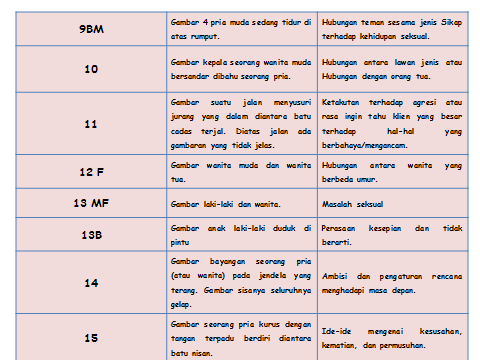 9BM
Gambar 4 pria muda sedang tidur di
atas rumput.
Hubungan teman sesama jenis Sikap
terhadap kehidupan seksual.
10
Gambar kepala seorang wanita muda
bersandar dibahu seorang pria.
Hubungan antara lawan jenis atau
Hubungan dengan orang tua.
11
Gambar suatu jalan menyusuri
jurang yang dalam diantara batu
cadas terjal. Diatas jalan ada
gambaran yang tidak jelas.
Ketakutan terhadap agresi atau
rasa ingin tahu klien yang besar
terhadap hal-hal yang
berbahaya/mengancam.
12 F
Gambar wanita muda dan wanita
tua.
Hubungan antara wanita yang
berbeda umur.
13 MF
Gambar laki-laki dan wanita.
Masalah seksual
13B
Gambar anak laki-laki duduk di
pintu
Perasaan kesepian dan tidak
berarti.
14
Gambar bayangan seorang pria
(atau wanita) pada jendela yang
terang. Gambar sisanya seluruhnya
gelap.
Ambisi dan pengaturan rencana
menghadapi masa depan.
15
Gambar seorang pria kurus dengan
tangan terpadu berdiri diantara
batu nisan.
Ide-ide mengenai kesusahan,
kematian, dan permusuhan.